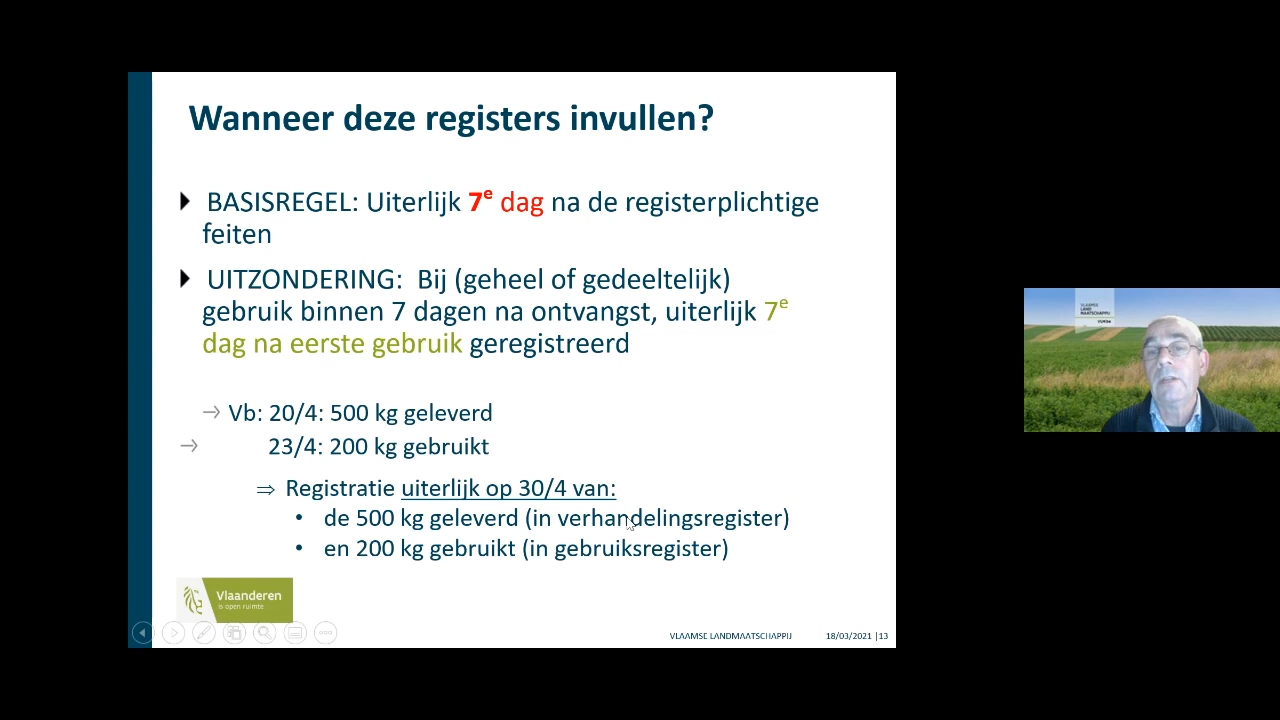 Wanneer deze registers invullen?
BASISREGEL: Uiterlijk 7e dag na de registerplichtige
feiten
UITZONDERING: Bij (geheel of gedeeltelijk)
gebruik binnen 7 dagen na ontvangst, uiterlijk 7e
dag na eerste gebruik geregistreerd
→ Vb: 20/4: 500 kg geleverd
→ 23/4: 200 kg gebruikt
⇒ Registratie uiterlijk op 30/4 van:
• de 500 kg geleverd (in verhandelingsregister)
• en 200 kg gebruikt (in gebruiksregister)
Vlaanderen
is open ruimte
VLAAMSE LANDMAATSCHAPPIJ 18/03/2021 |13
VLAAMSE
LAND
MAATSCHAPPIJ